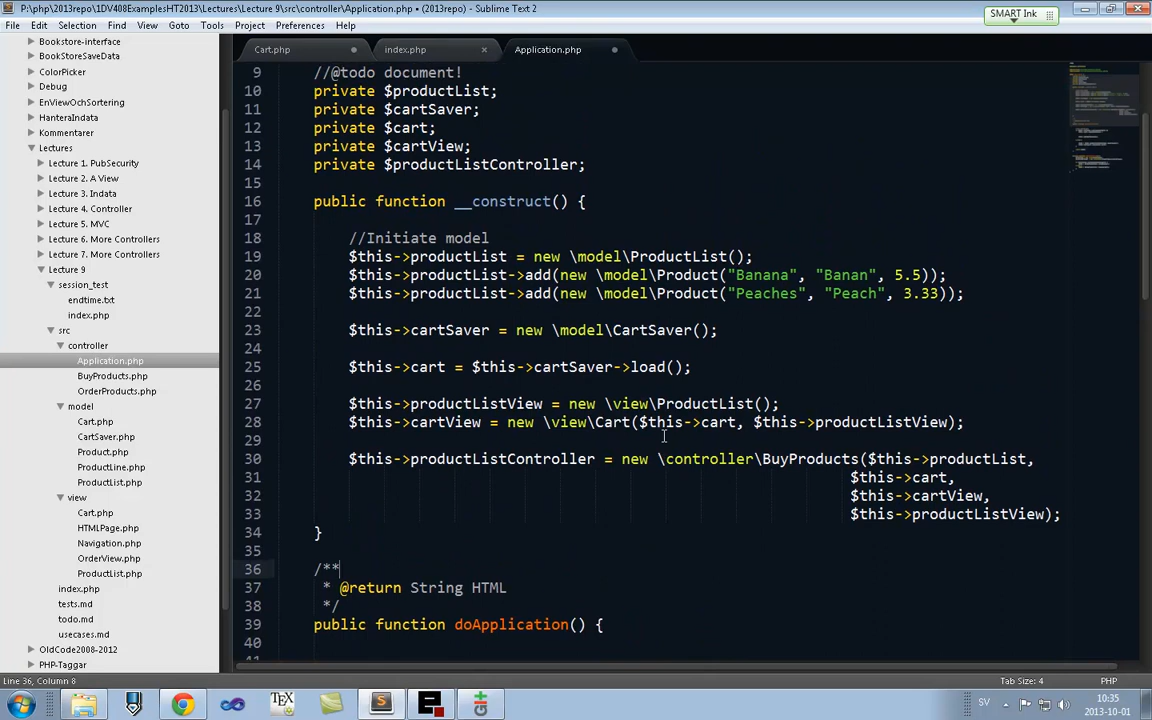 P:\php\2013repo\1DV408ExamplesHT2013\Lectures\Lecture 9\src\controller\Application.php • (2013repo) - Sublime Text 2
SMART Ink
File Edit Selection Find View Goto Tools Project Preferences Help
Bookstore-interface
BookStoreSaveData
ColorPicker
Debug
EnViewOchSortering
HanteraIndata
Kommentarer
Lectures
Lecture 1. PubSecurity
Lecture 2. A View
Lecture 3. Indata
Lecture 4. Controller
Lecture 5. MVC
Lecture 6. More Controllers
Lecture 7. More Controllers
Lecture 9
session_test
endtime.txt
index.php
src
controller
Application.php
BuyProducts.php
OrderProducts.php
model
Cart.php
CartSaver.php
Product.php
ProductLine.php
ProductList.php
view
Cart.php
HTMLPage.php
Navigation.php
OrderView.php
ProductList.php
index.php
tests.md
todo.md
usecases.md
OldCode2008-2012
PHP-Taggar
Cart.php index.php Application.php
9 //@todo document!
10 private $productList;
11 private $cartSaver;
12 private $cart;
13 private $cartView;
14 private $productListController;
15
16 public function __construct() {
17
18 //Initiate model
19 $this->productList = new \model\ProductList();
20 $this->productList->add(new \model\Product("Banana", "Banan", 5.5));
21 $this->productList->add(new \model\Product("Peaches", "Peach", 3.33));
22
23 $this->cartSaver = new \model\CartSaver();
24
25 $this->cart = $this->cartSaver->load();
26
27 $this->productListView = new \view\ProductList();
28 $this->cartView = new \view\Cart($this->cart, $this->productListView);
29
30 $this->productListController = new \controller\BuyProducts($this->productList,
31 $this->cart,
32 $this->cartView,
33 $this->productListView);
34 }
35
36 /**
37 * @return String HTML
38 */
39 public function doApplication() {
40
41
Line 36, Column 8
Tab Size: 4 PHP
SV
10:35
2013-10-01